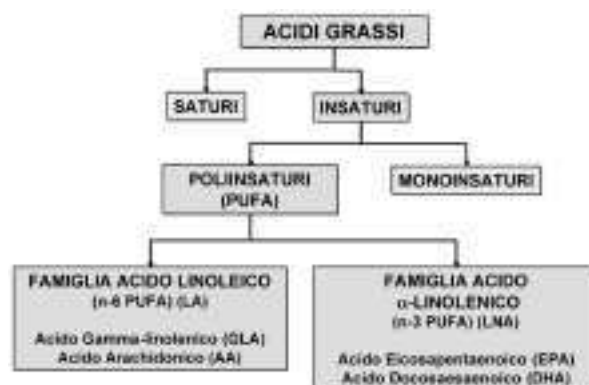 ACIDI GRASSI
SATURI
INSATURI
POLIINSATURI
(PUFA)
MONOINSATURI
FAMIGLIA ACIDO LINOLEICO
(n-6 PUFA) (LA)
Acido Gamma-linolenico (GLA)
Acido Arachidonico (AA)
FAMIGLIA ACIDO
α-LINOLENICO
(n-3 PUFA) (LNA)
Acido Eicosapentaenoico (EPA)
Acido Docosaesaenoico (DHA)